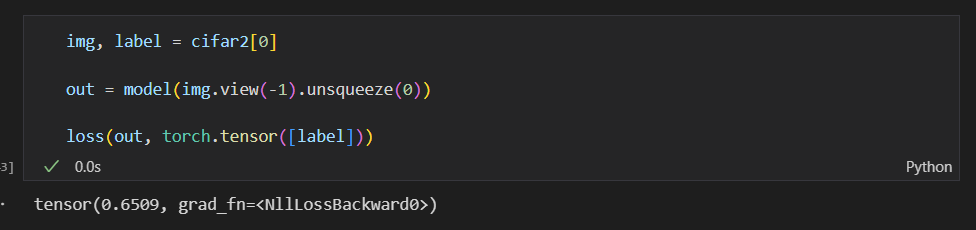 img, label = cifar2[0]
out = model(img.view(-1).unsqueeze(0))
loss(out, torch.tensor([label]))
3] 0.0s Python
tensor(0.6509, grad_fn=<NllLossBackward0>)